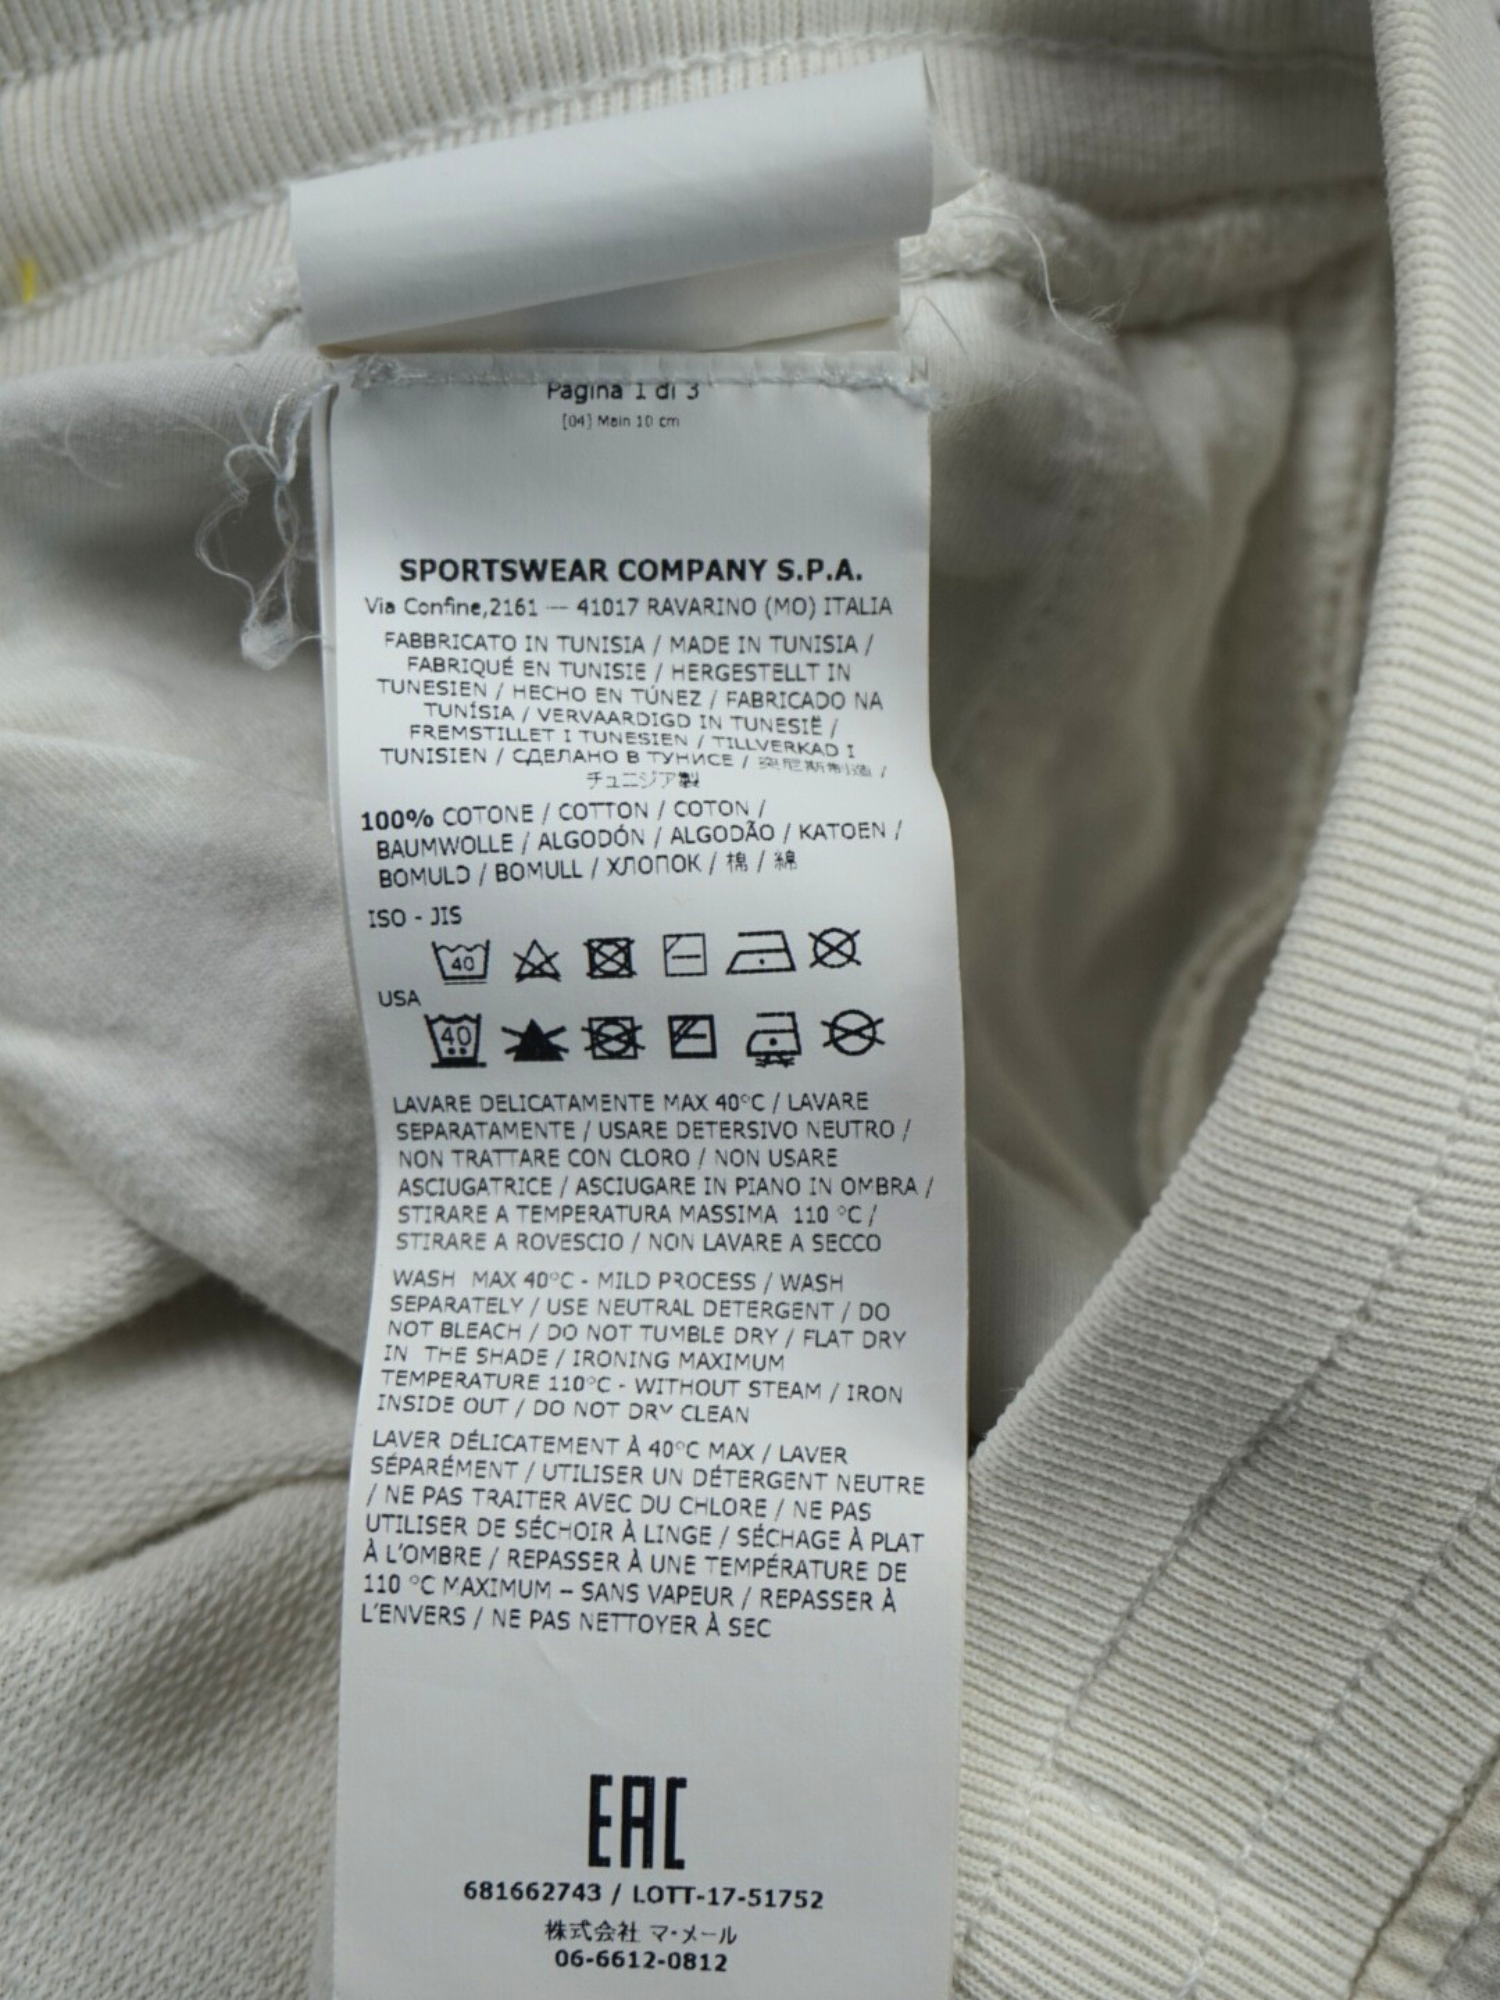 Pagina 1 di 3
[04] Main 10 cm
SPORTSWEAR COMPANY S.P.A.
Via Confine,2161 — 41017 RAVARINO (MO) ITALIA
FABBRICATO IN TUNISIA / MADE IN TUNISIA /
FABRIQUÉ EN TUNISIE / HERGESTELLT IN
TUNESIEN / HECHO EN TÚNEZ / FABRICADO NA
TUNÍSIA / VERVAARDIGD IN TUNESIË /
FREMSTILLET I TUNESIEN / TILLVERKAD I
TUNISIEN / СДЕЛАНО В ТУНИСЕ / 突尼斯制造 /
チュニジア製
100% COTONE / COTTON / COTON /
BAUMWOLLE / ALGODÓN / ALGODÃO / KATOEN /
BOMULD / BOMULL / ХЛОПОК / 棉 / 綿
ISO - JIS
40
USA
40
LAVARE DELICATAMENTE MAX 40°C / LAVARE
SEPARATAMENTE / USARE DETERSIVO NEUTRO /
NON TRATTARE CON CLORO / NON USARE
ASCIUGATRICE / ASCIUGARE IN PIANO IN OMBRA /
STIRARE A TEMPERATURA MASSIMA 110 °C /
STIRARE A ROVESCIO / NON LAVARE A SECCO
WASH MAX 40°C - MILD PROCESS / WASH
SEPARATELY / USE NEUTRAL DETERGENT / DO
NOT BLEACH / DO NOT TUMBLE DRY / FLAT DRY
IN THE SHADE / IRONING MAXIMUM
TEMPERATURE 110°C - WITHOUT STEAM / IRON
INSIDE OUT / DO NOT DRY CLEAN
LAVER DÉLICATEMENT À 40°C MAX / LAVER
SÉPARÉMENT / UTILISER UN DÉTERGENT NEUTRE
/ NE PAS TRAITER AVEC DU CHLORE / NE PAS
UTILISER DE SÉCHOIR À LINGE / SÉCHAGE À PLAT
À L'OMBRE / REPASSER À UNE TEMPÉRATURE DE
110 °C MAXIMUM – SANS VAPEUR / REPASSER À
L'ENVERS / NE PAS NETTOYER À SEC
EAC
681662743 / LOTT-17-51752
株式会社 マ・メール
06-6612-0812